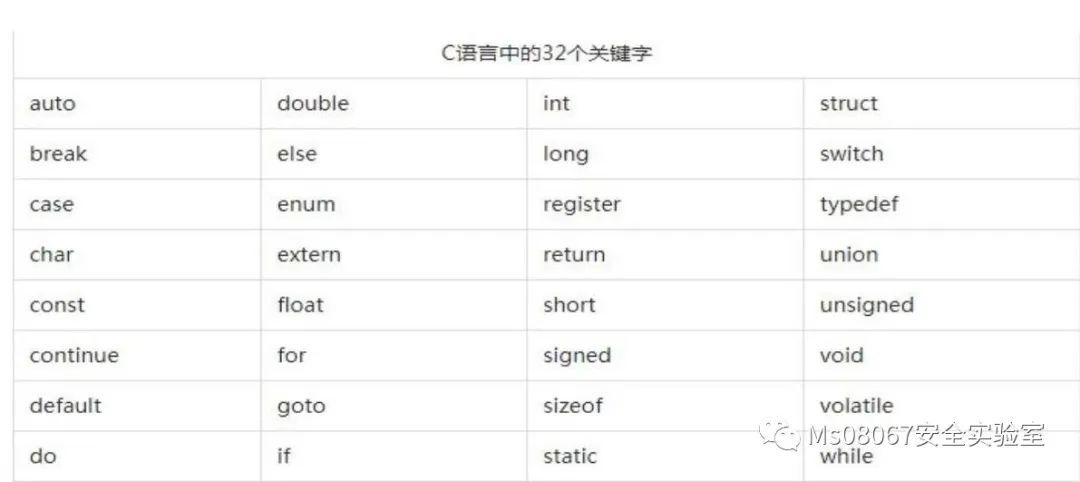 C语言中的32个关键字
auto double int struct
break else long switch
case enum register typedef
char extern return union
const float short unsigned
continue for signed void
default goto sizeof volatile
do if static while
Ms08067安全实验室